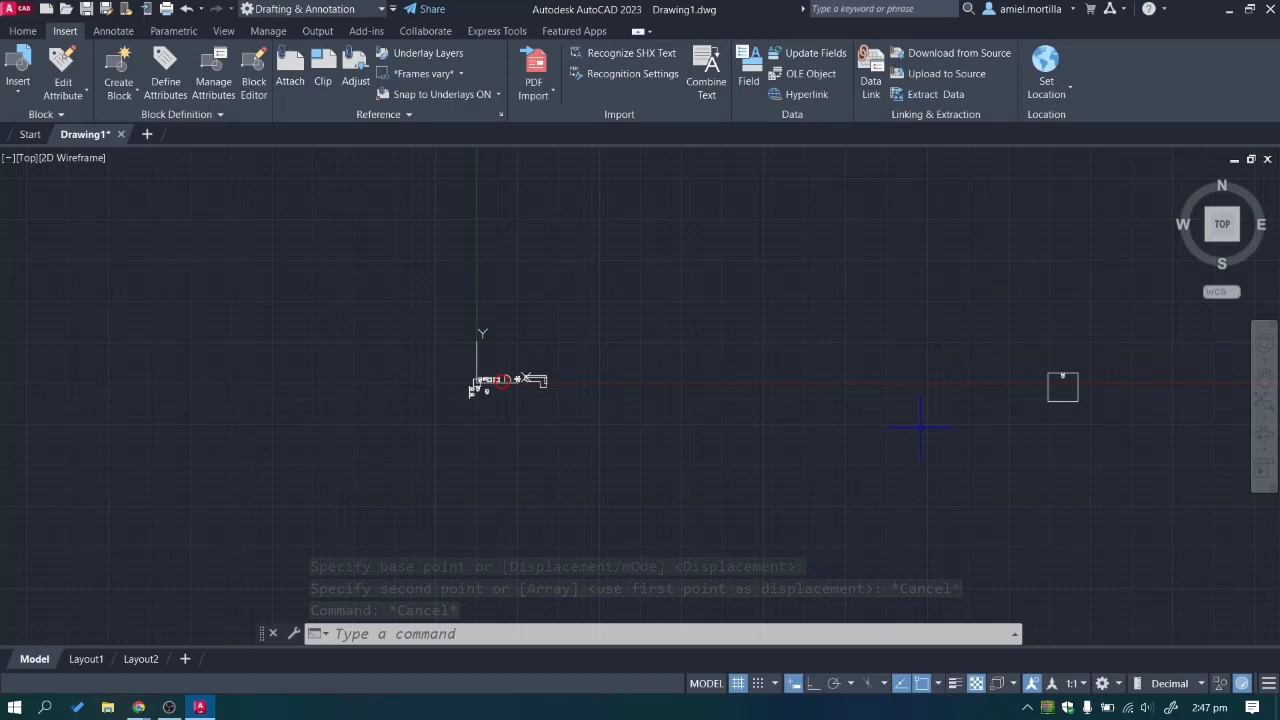 CAD
Drafting & Annotation
Share
Autodesk AutoCAD 2023 Drawing1.dwg
Type a keyword or phrase
amiel.mortilla
Home Insert Annotate Parametric View Manage Output Add-ins Collaborate Express Tools Featured Apps
Insert
Edit Attribute
Create Block
Define Attributes
Manage Attributes
Block Editor
Attach
Clip
Adjust
Underlay Layers
*Frames vary*
Snap to Underlays ON
PDF Import
Recognize SHX Text
Recognition Settings
Combine Text
Field
Update Fields
OLE Object
Hyperlink
Data Link
Download from Source
Upload to Source
Extract Data
Set Location
Block
Block Definition
Reference
Import
Data
Linking & Extraction
Location
Start
Drawing1*
[−][Top][2D Wireframe]
N
W TOP E
S
WCS
Y
Specify base point or [Displacement/mOde] <Displacement>:
Specify second point or [Array] <use first point as displacement>: *Cancel*
Command: *Cancel*
Type a command
Model Layout1 Layout2
MODEL
1:1
Decimal
2:47 pm